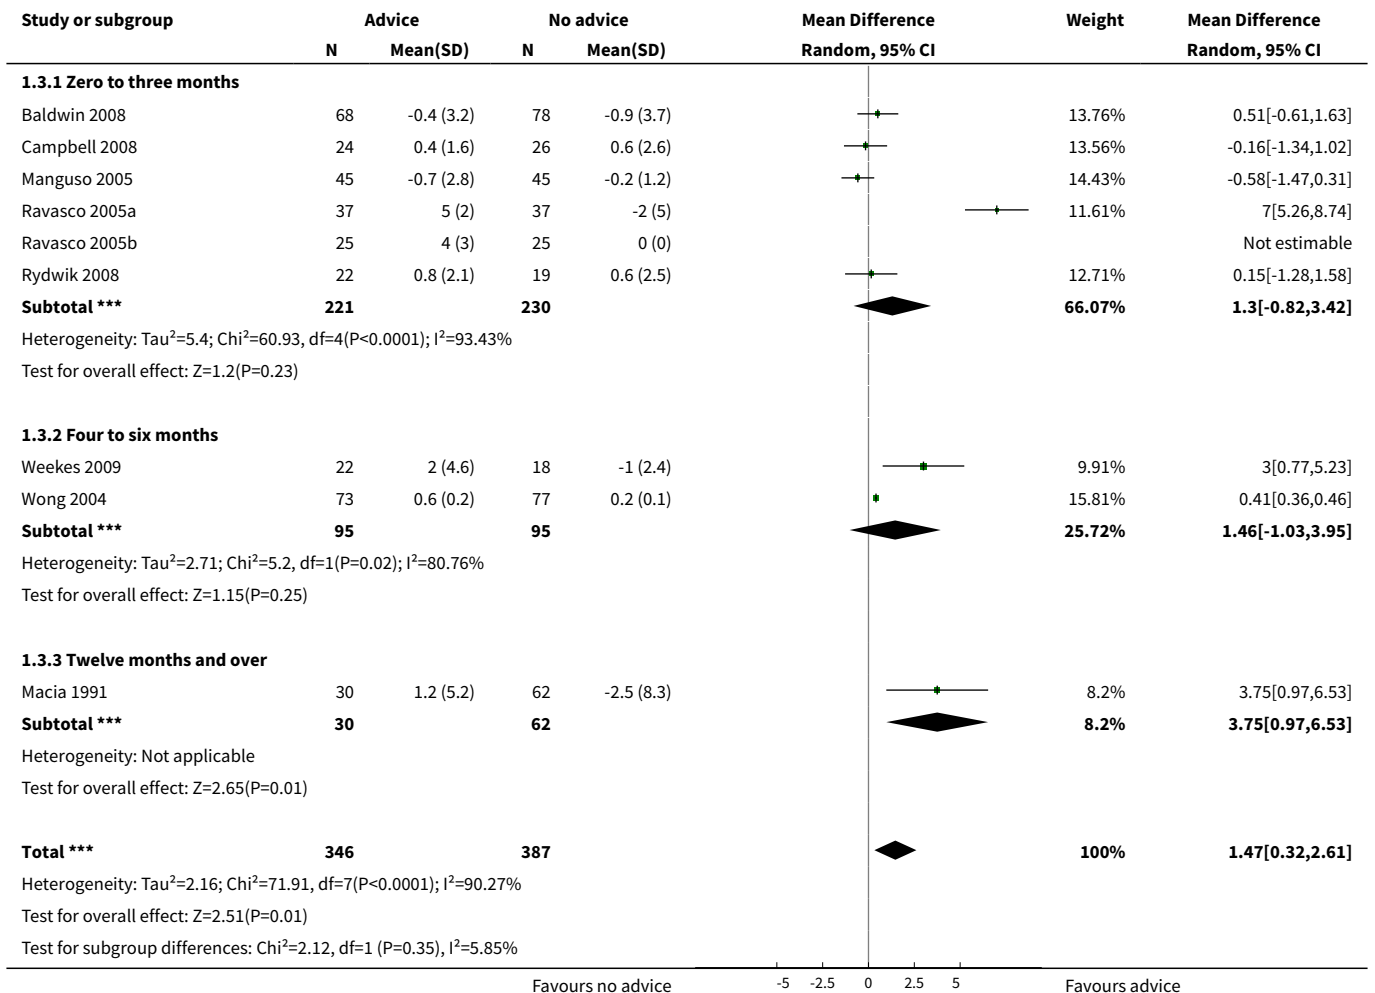 Study or subgroup Advice No advice Mean Difference Weight Mean Difference
N Mean(SD) N Mean(SD) Random, 95% CI Random, 95% CI
1.3.1 Zero to three months
Baldwin 2008 68 -0.4 (3.2) 78 -0.9 (3.7) 13.76% 0.51[-0.61,1.63]
Campbell 2008 24 0.4 (1.6) 26 0.6 (2.6) 13.56% -0.16[-1.34,1.02]
Manguso 2005 45 -0.7 (2.8) 45 -0.2 (1.2) 14.43% -0.58[-1.47,0.31]
Ravasco 2005a 37 5 (2) 37 -2 (5) 11.61% 7[5.26,8.74]
Ravasco 2005b 25 4 (3) 25 0 (0) Not estimable
Rydwik 2008 22 0.8 (2.1) 19 0.6 (2.5) 12.71% 0.15[-1.28,1.58]
Subtotal *** 221 230 66.07% 1.3[-0.82,3.42]
Heterogeneity: Tau²=5.4; Chi²=60.93, df=4(P<0.0001); I²=93.43%
Test for overall effect: Z=1.2(P=0.23)
1.3.2 Four to six months
Weekes 2009 22 2 (4.6) 18 -1 (2.4) 9.91% 3[0.77,5.23]
Wong 2004 73 0.6 (0.2) 77 0.2 (0.1) 15.81% 0.41[0.36,0.46]
Subtotal *** 95 95 25.72% 1.46[-1.03,3.95]
Heterogeneity: Tau²=2.71; Chi²=5.2, df=1(P=0.02); I²=80.76%
Test for overall effect: Z=1.15(P=0.25)
1.3.3 Twelve months and over
Macia 1991 30 1.2 (5.2) 62 -2.5 (8.3) 8.2% 3.75[0.97,6.53]
Subtotal *** 30 62 8.2% 3.75[0.97,6.53]
Heterogeneity: Not applicable
Test for overall effect: Z=2.65(P=0.01)
Total *** 346 387 100% 1.47[0.32,2.61]
Heterogeneity: Tau²=2.16; Chi²=71.91, df=7(P<0.0001); I²=90.27%
Test for overall effect: Z=2.51(P=0.01)
Test for subgroup differences: Chi²=2.12, df=1 (P=0.35), I²=5.85%
Favours no advice -5 -2.5 0 2.5 5 Favours advice